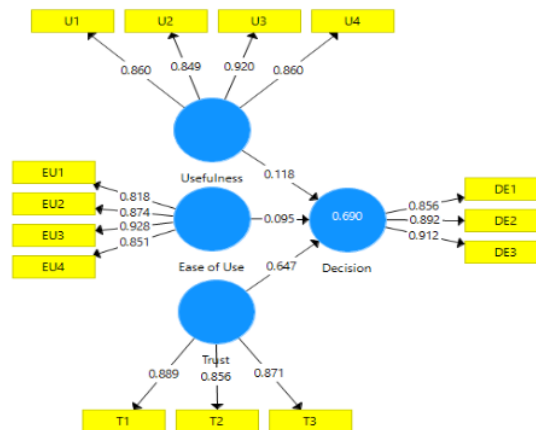 U1 U2 U3 U4
0.860 0.849 0.920 0.860
Usefulness
0.118
EU1
EU2
EU3
EU4
0.818
0.874
0.928
0.851
Ease of Use
0.095
0.690
Decision
0.647
0.856
0.892
0.912
DE1
DE2
DE3
Trust
0.889 0.856 0.871
T1 T2 T3